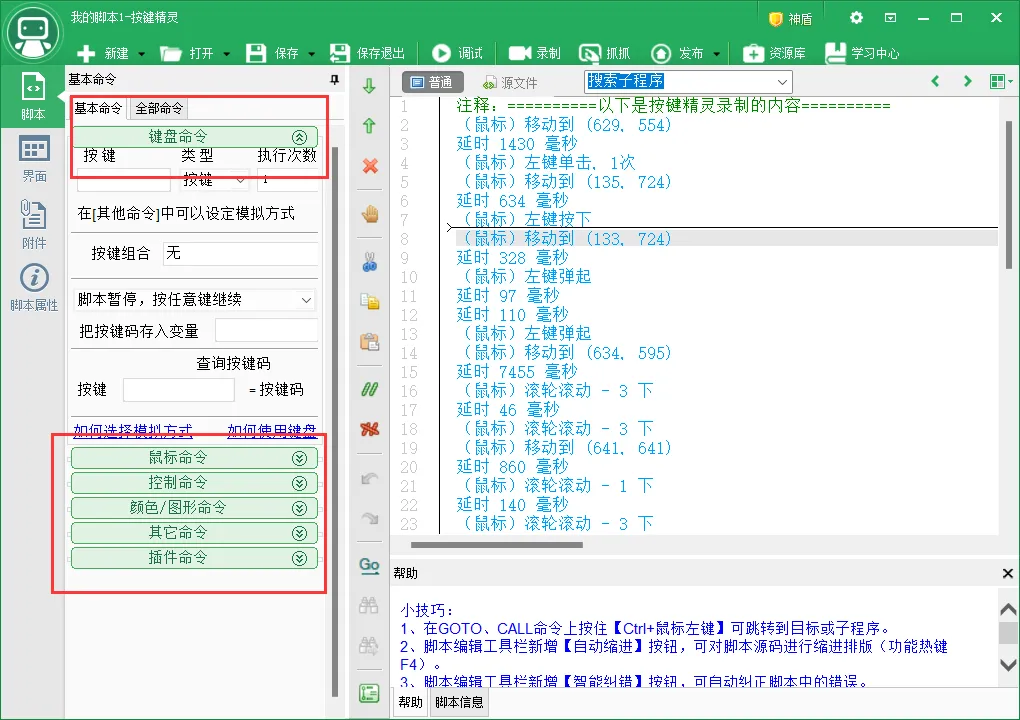 我的脚本1-按键精灵
神盾
新建 打开 保存 保存退出 调试 录制 抓抓 发布 资源库 学习中心
脚本
界面
附件
脚本属性
基本命令
基本命令 全部命令
键盘命令
按 键 类 型 执行次数
按键 1
在[其他命令]中可以设定模拟方式
按键组合 无
脚本暂停，按任意键继续
把按键码存入变量
查询按键码
按键 =按键码
如何选择模拟方式 如何使用键盘
鼠标命令
控制命令
颜色/图形命令
其它命令
插件命令
Go
普通 源文件 搜索子程序
1 注释：==========以下是按键精灵录制的内容==========
2 （鼠标）移动到 (629, 554)
3 延时 1430 毫秒
4 （鼠标）左键单击, 1次
5 （鼠标）移动到 (135, 724)
6 延时 634 毫秒
7 （鼠标）左键按下
8 （鼠标）移动到 (133, 724)
9 延时 328 毫秒
10 （鼠标）左键弹起
11 延时 97 毫秒
12 延时 110 毫秒
13 （鼠标）左键弹起
14 （鼠标）移动到 (634, 595)
15 延时 7455 毫秒
16 （鼠标）滚轮滚动 - 3 下
17 延时 46 毫秒
18 （鼠标）滚轮滚动 - 3 下
19 （鼠标）移动到 (641, 641)
20 延时 860 毫秒
21 （鼠标）滚轮滚动 - 1 下
22 延时 140 毫秒
23 （鼠标）滚轮滚动 - 3 下
帮助
小技巧：
1、在GOTO、CALL命令上按住【Ctrl+鼠标左键】可跳转到目标或子程序。
2、脚本编辑工具栏新增【自动缩进】按钮，可对脚本源码进行缩进排版（功能热键
F4）。
3、脚本编辑工具栏新增【智能纠错】按钮，可自动纠正脚本中的错误。
帮助 脚本信息